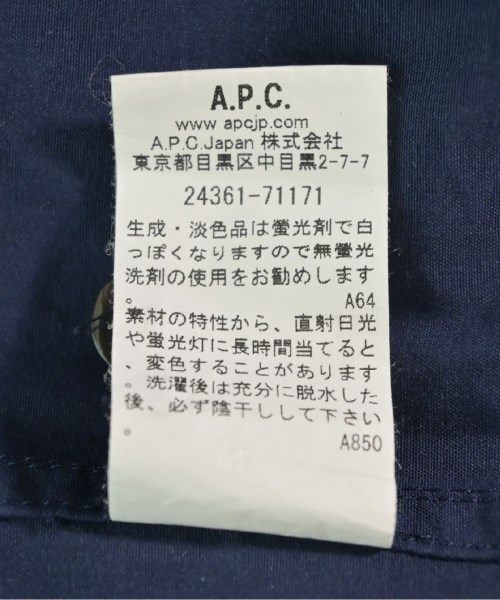 A.P.C.
www.apcjp.com
A.P.C.Japan 株式会社
東京都目黒区中目黒2-7-7
24361-71171
生成・淡色品は螢光剤で白
っぽくなりますので無螢光
洗剤の使用をお勧めします
。 A64
素材の特性から、直射日光
や蛍光灯に長時間当てると
、変色することがあります
。洗濯後は充分に脱水した
後、必ず陰干しして下さい
。 A850